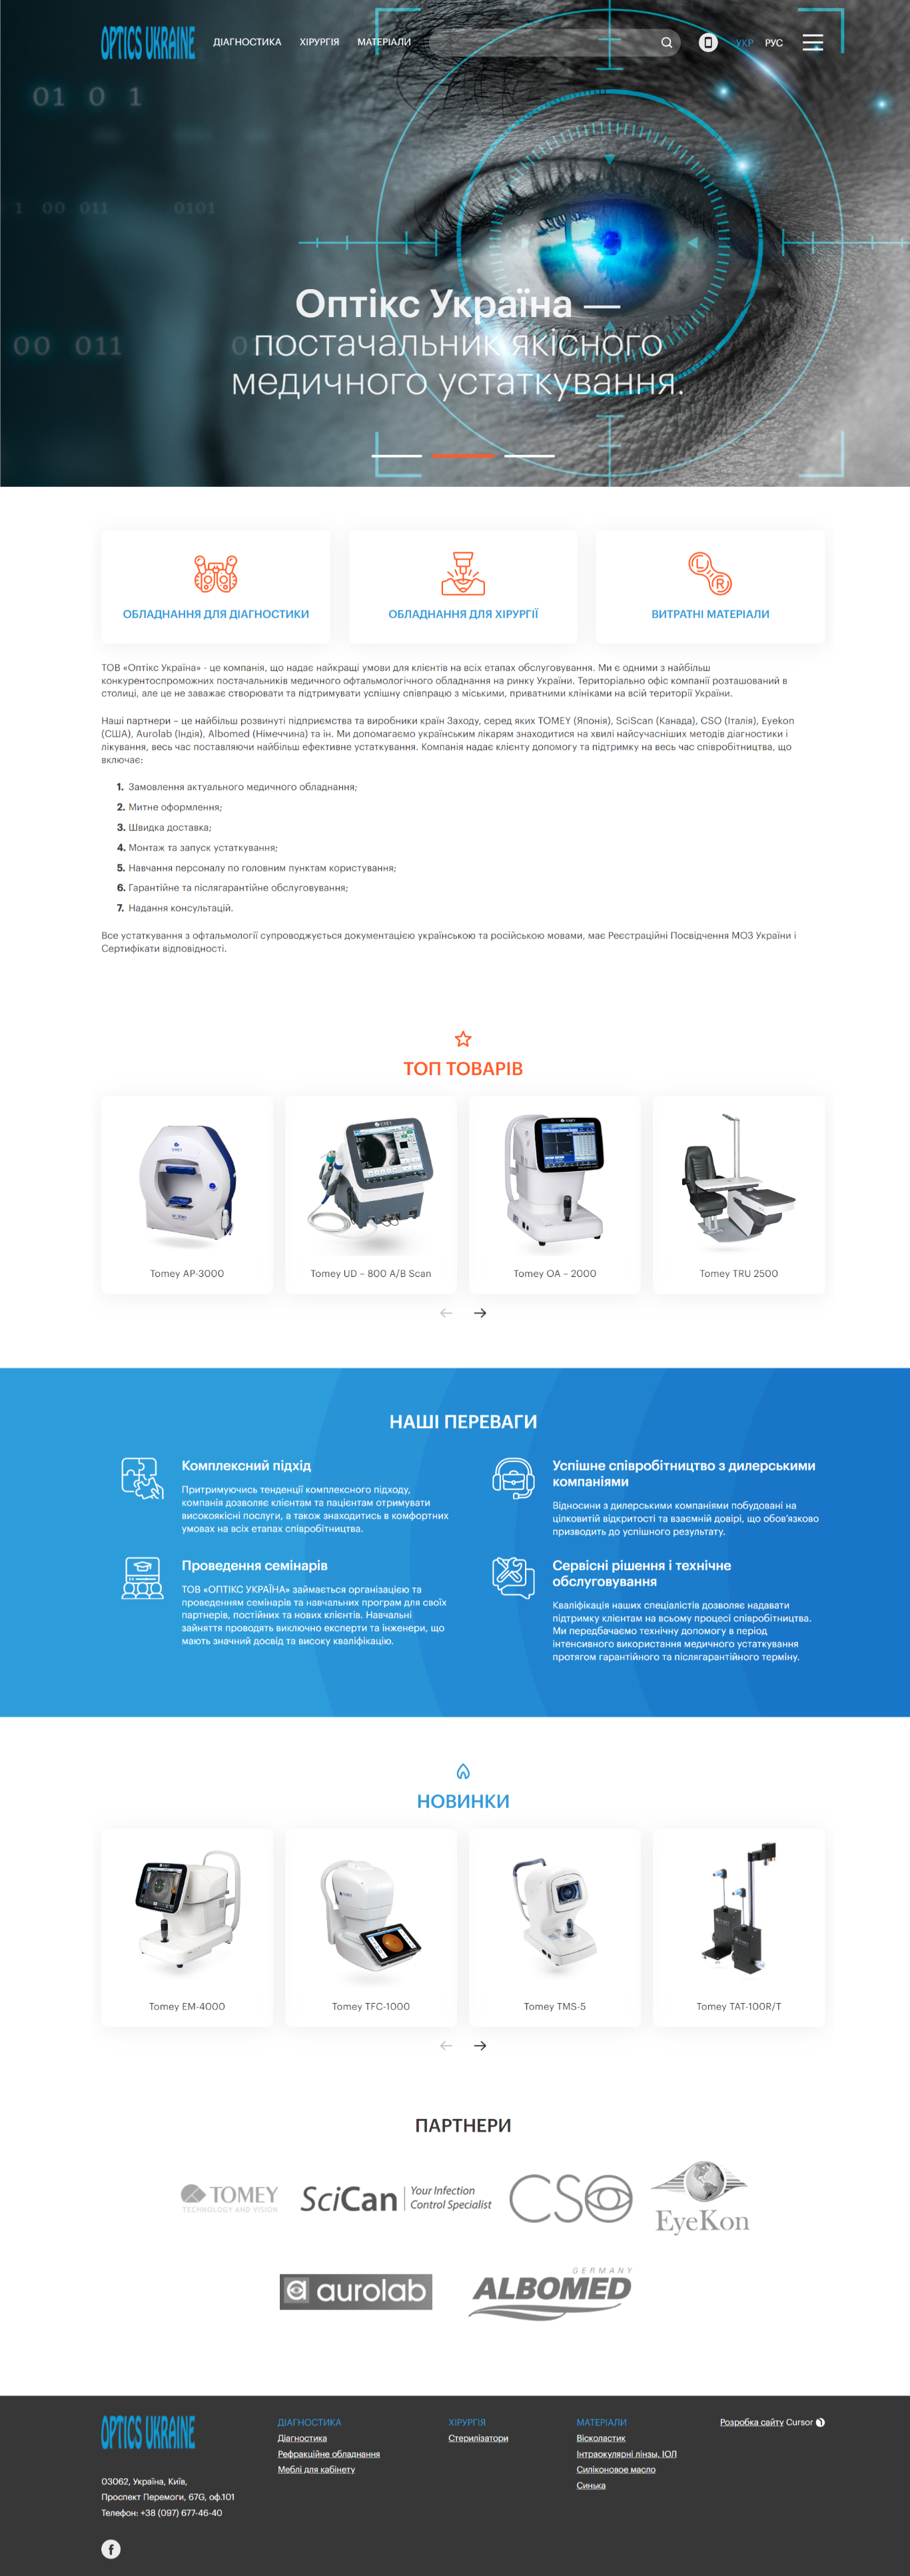 OPTICS UKRAINE
ДІАГНОСТИКА
ХІРУРГІЯ
МАТЕРІАЛИ
УКР
РУС
01 0 1
1 00 011 0101
00 011 0
Оптікс Україна —
постачальник якісного
медичного устаткування.
ОБЛАДНАННЯ ДЛЯ ДІАГНОСТИКИ
ОБЛАДНАННЯ ДЛЯ ХІРУРГІЇ
L
R
ВИТРАТНІ МАТЕРІАЛИ
ТОВ «Оптікс Україна» - це компанія, що надає найкращі умови для клієнтів на всіх етапах обслуговування. Ми є одними з найбільш
конкурентоспроможних постачальників медичного офтальмологічного обладнання на ринку України. Територіально офіс компанії розташований в
столиці, але це не заважає створювати та підтримувати успішну співпрацю з міськими, приватними клініками на всій території України.
Наші партнери – це найбільш розвинуті підприємства та виробники країн Заходу, серед яких TOMEY (Японія), SciScan (Канада), CSO (Італія), Eyekon
(США), Aurolab (Індія), Albomed (Німеччина) та ін. Ми допомагаємо українським лікарям знаходитися на хвилі найсучасніших методів діагностики і
лікування, весь час поставляючи найбільш ефективне устаткування. Компанія надає клієнту допомогу та підтримку на весь час співробітництва, що
включає:
1. Замовлення актуального медичного обладнання;
2. Митне оформлення;
3. Швидка доставка;
4. Монтаж та запуск устаткування;
5. Навчання персоналу по головним пунктам користування;
6. Гарантійне та післягарантійне обслуговування;
7. Надання консультацій.
Все устаткування з офтальмології супроводжується документацією українською та російською мовами, має Реєстраційні Посвідчення МОЗ України і
Сертифікати відповідності.
ТОП ТОВАРІВ
Tomey AP-3000
Tomey UD – 800 A/B Scan
Tomey OA – 2000
Tomey TRU 2500
НАШІ ПЕРЕВАГИ
Комплексний підхід
Притримуючись тенденції комплексного підходу,
компанія дозволяє клієнтам та пацієнтам отримувати
високоякісні послуги, а також знаходитись в комфортних
умовах на всіх етапах співробітництва.
Успішне співробітництво з дилерськими
компаніями
Відносини з дилерськими компаніями побудовані на
цілковитій відкритості та взаємній довірі, що обов’язково
призводить до успішного результату.
Проведення семінарів
ТОВ «ОПТІКС УКРАЇНА» займається організацією та
проведенням семінарів та навчальних програм для своїх
партнерів, постійних та нових клієнтів. Навчальні
зайняття проводять виключно експерти та інженери, що
мають значний досвід та високу кваліфікацію.
Сервісні рішення і технічне
обслуговування
Кваліфікація наших спеціалістів дозволяє надавати
підтримку клієнтам на всьому процесі співробітництва.
Ми передбачаємо технічну допомогу в період
інтенсивного використання медичного устаткування
протягом гарантійного та післягарантійного терміну.
НОВИНКИ
Tomey EM-4000
Tomey TFC-1000
Tomey TMS-5
Tomey TAT-100R/T
ПАРТНЕРИ
TOMEY
TECHNOLOGY AND VISION
SciCan
Your Infection
Control Specialist
CSO
EyeKon
aurolab
GERMANY
ALBOMED
OPTICS UKRAINE
03062, Україна, Київ,
Проспект Перемоги, 67G, оф.101
Телефон: +38 (097) 677-46-40
ДІАГНОСТИКА
Діагностика
Рефракційне обладнання
Меблі для кабінету
ХІРУРГІЯ
Стерилізатори
МАТЕРІАЛИ
Вісколастик
Інтраокулярні лінзы, ІОЛ
Силіконовое масло
Синька
Розробка сайту Cursor